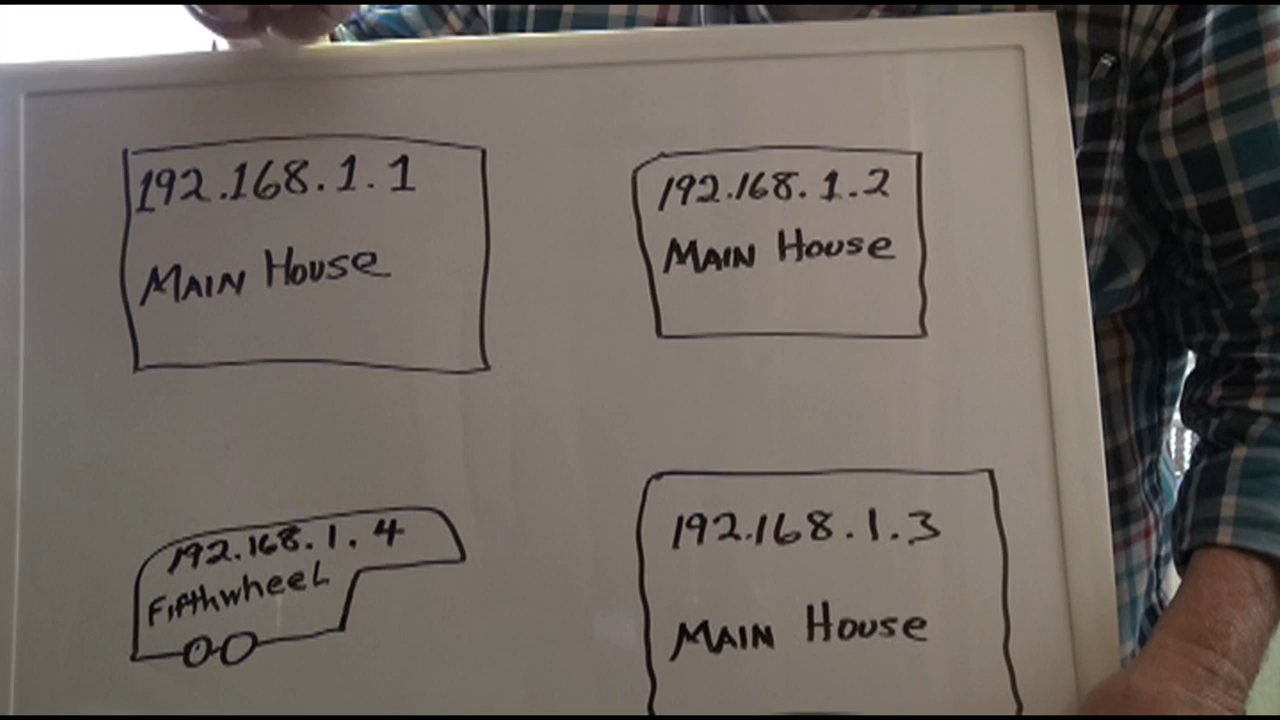 192.168.1.1
MAIN HOUSE
192.168.1.2
MAIN HOUSE
192.168.1.4
FifthwheeL
192.168.1.3
MAIN HOUSE